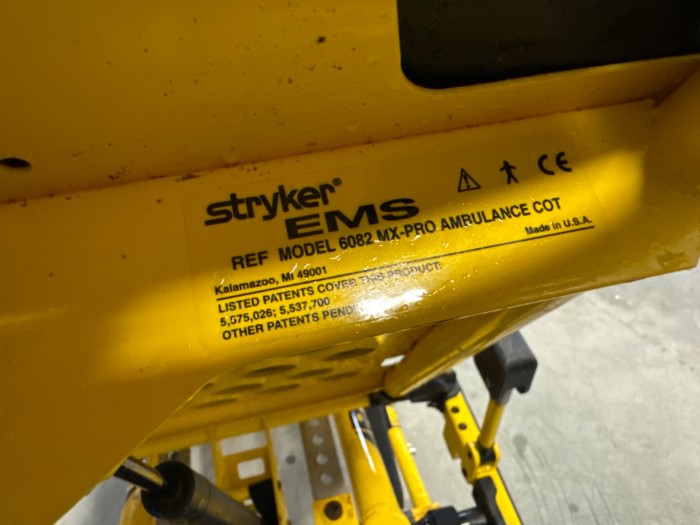 stryker®
EMS
REF MODEL 6082 MX-PRO AMBULANCE COT
Kalamazoo, MI 49001 Made in U.S.A.
LISTED PATENTS COVER THIS PRODUCT:
5,575,026; 5,537,700
OTHER PATENTS
CE